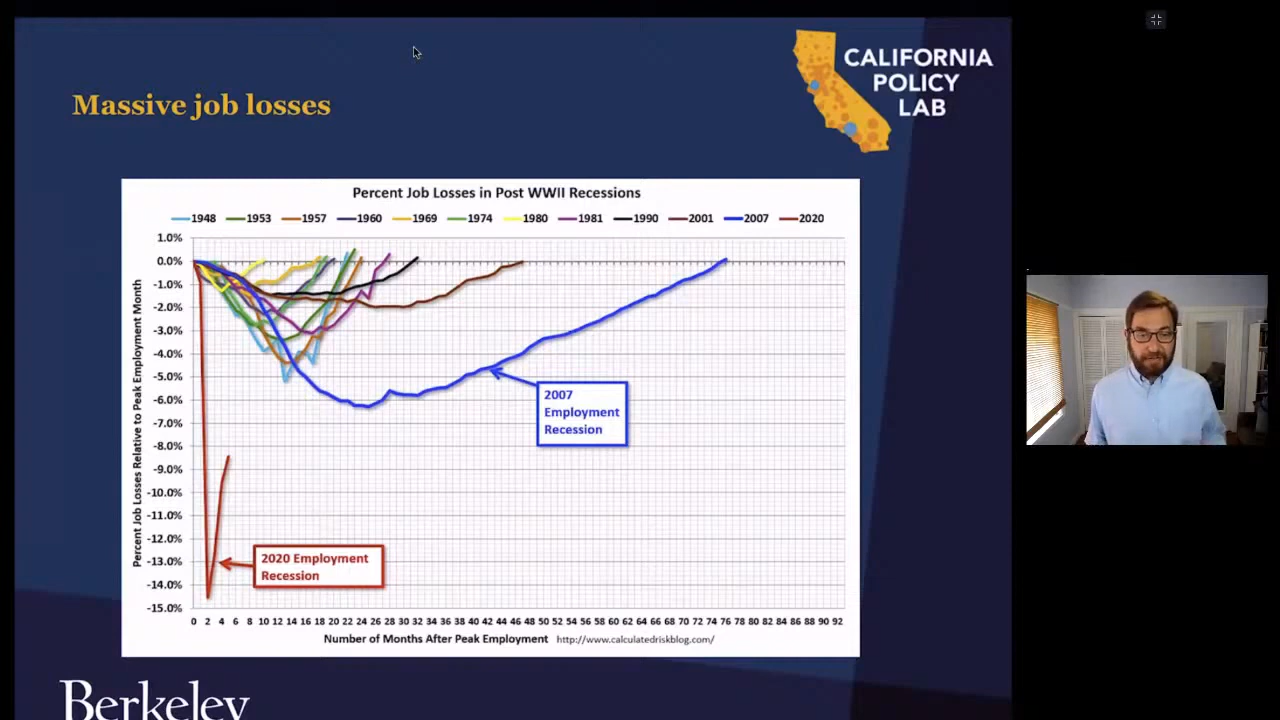 CALIFORNIA
POLICY
LAB
Massive job losses
Percent Job Losses in Post WWII Recessions
1948 1953 1957 1960 1969 1974 1980 1981 1990 2001 2007 2020
Percent Job Losses Relative to Peak Employment Month
1.0%
0.0%
-1.0%
-2.0%
-3.0%
-4.0%
-5.0%
-6.0%
-7.0%
-8.0%
-9.0%
-10.0%
-11.0%
-12.0%
-13.0%
-14.0%
-15.0%
2007
Employment
Recession
2020 Employment
Recession
0 2 4 6 8 10 12 14 16 18 20 22 24 26 28 30 32 34 36 38 40 42 44 46 48 50 52 54 56 58 60 62 64 66 68 70 72 74 76 78 80 82 84 86 88 90 92
Number of Months After Peak Employment http://www.calculatedriskblog.com/
Berkeley